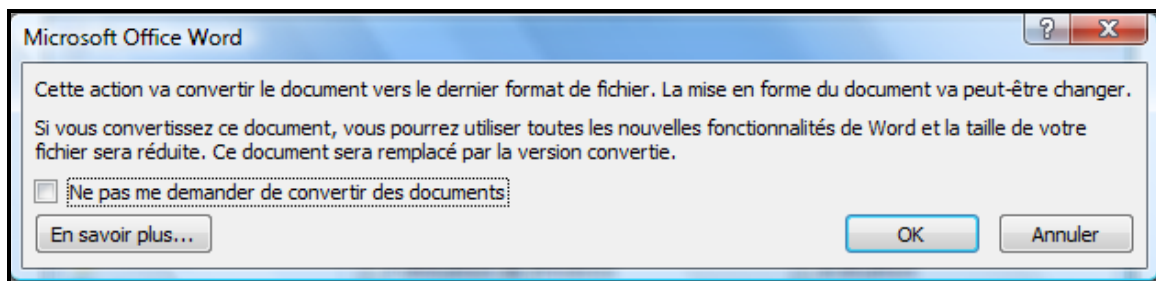 Microsoft Office Word
Cette action va convertir le document vers le dernier format de fichier. La mise en forme du document va peut-être changer.
Si vous convertissez ce document, vous pourrez utiliser toutes les nouvelles fonctionnalités de Word et la taille de votre
fichier sera réduite. Ce document sera remplacé par la version convertie.
Ne pas me demander de convertir des documents
En savoir plus...
OK
Annuler